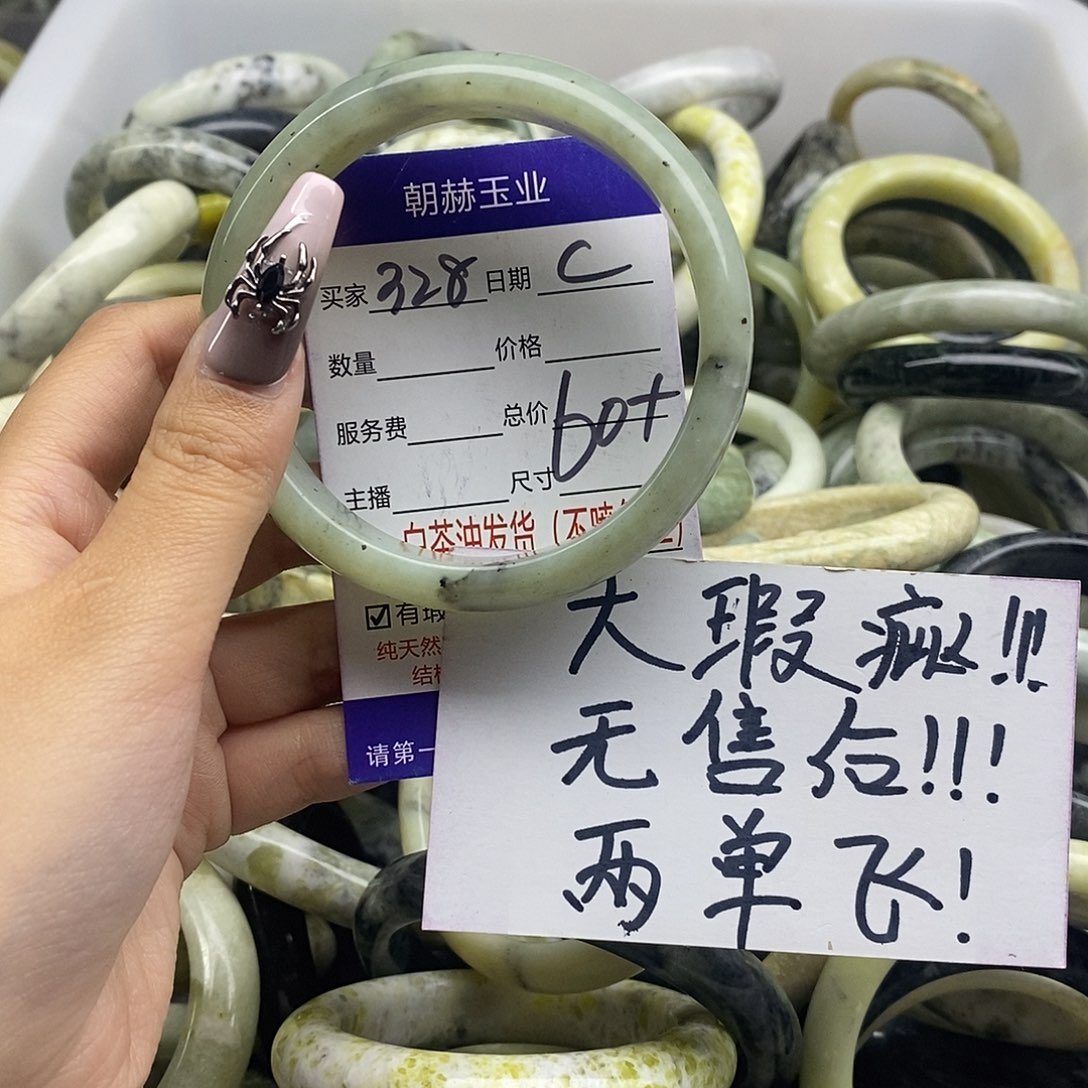 朝赫玉业
买家 328 日期 C
数量 价格
服务费 总价 60+
主播 尺寸
白茶油发货（不喷
☑有瑕
纯天然
结构
请第一
大瑕疵!!!
无售后!!!
两单飞!